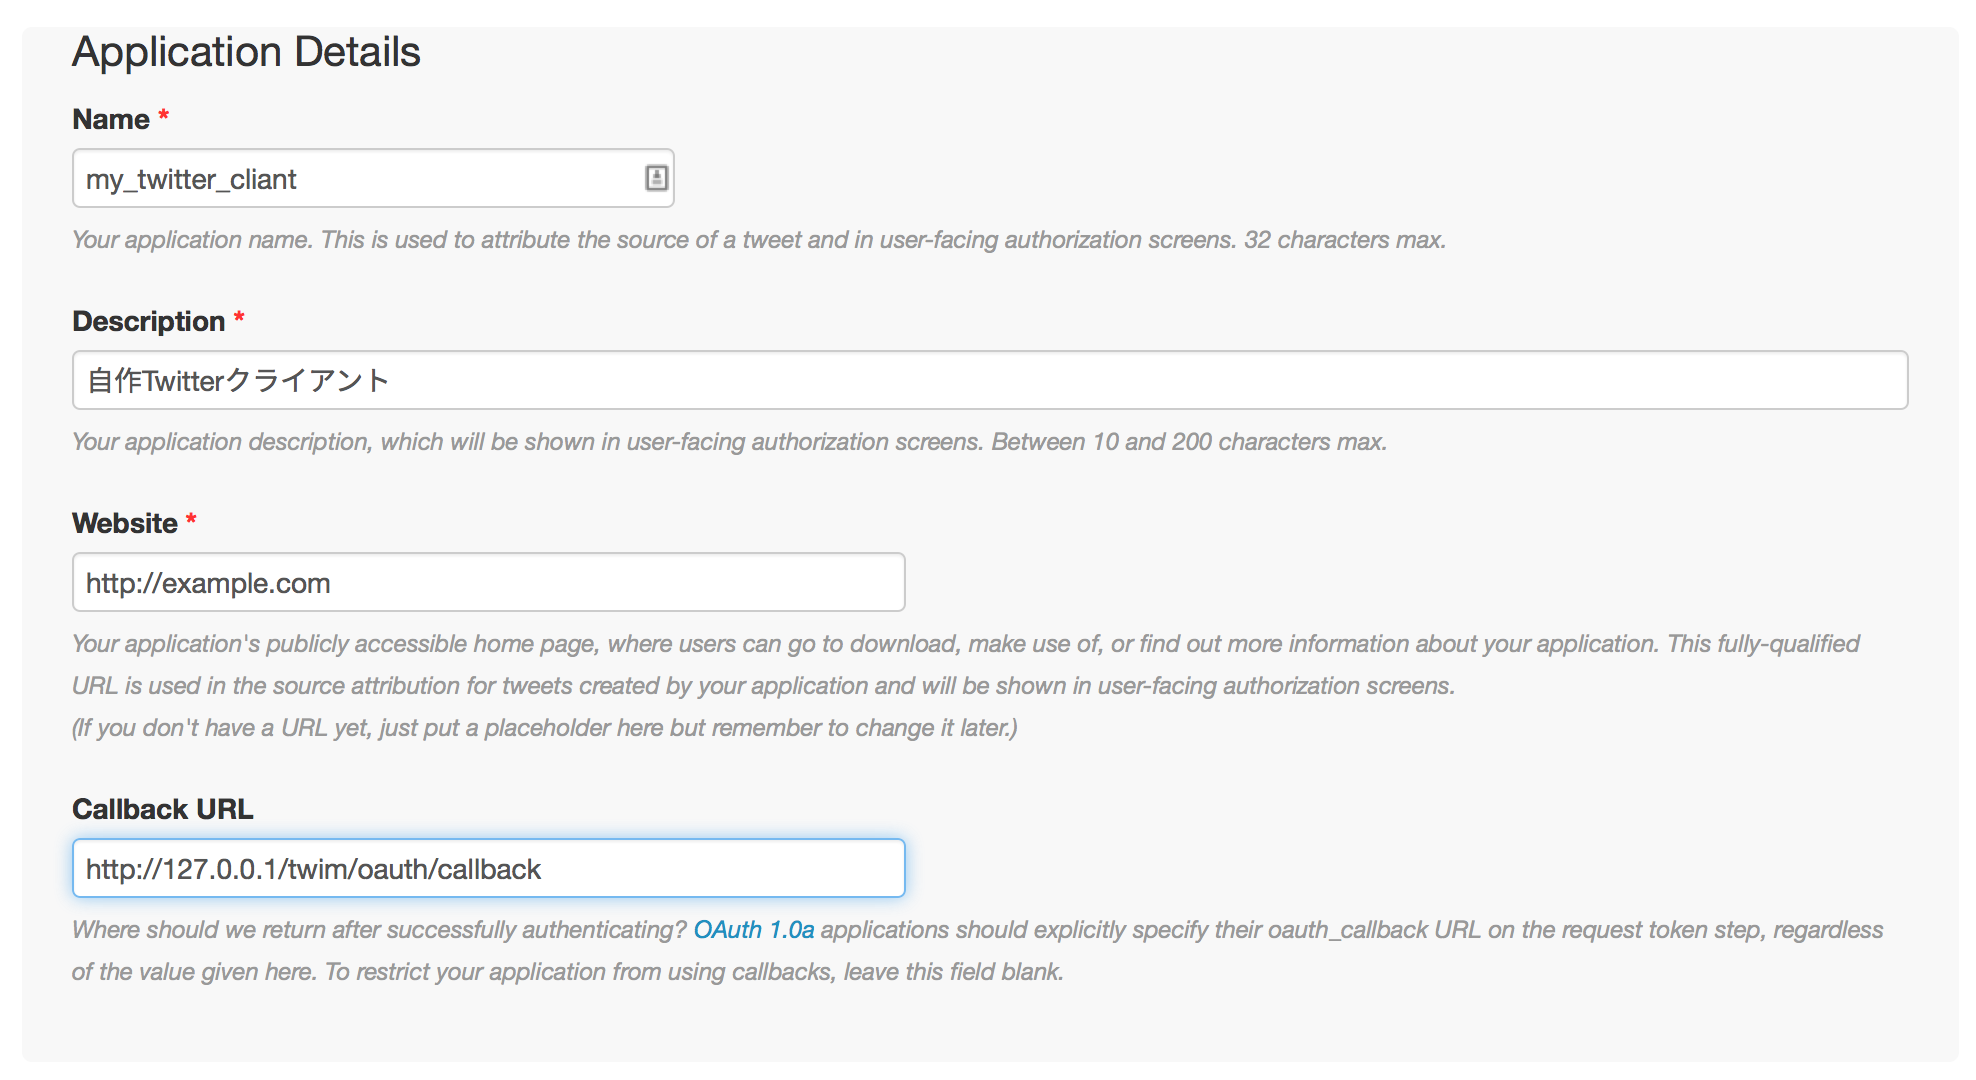 Application Details
Name *
my_twitter_cliant
Your application name. This is used to attribute the source of a tweet and in user-facing authorization screens. 32 characters max.
Description *
自作Twitterクライアント
Your application description, which will be shown in user-facing authorization screens. Between 10 and 200 characters max.
Website *
http://example.com
Your application's publicly accessible home page, where users can go to download, make use of, or find out more information about your application. This fully-qualified
URL is used in the source attribution for tweets created by your application and will be shown in user-facing authorization screens.
(If you don't have a URL yet, just put a placeholder here but remember to change it later.)
Callback URL
http://127.0.0.1/twim/oauth/callback
Where should we return after successfully authenticating? OAuth 1.0a applications should explicitly specify their oauth_callback URL on the request token step, regardless
of the value given here. To restrict your application from using callbacks, leave this field blank.